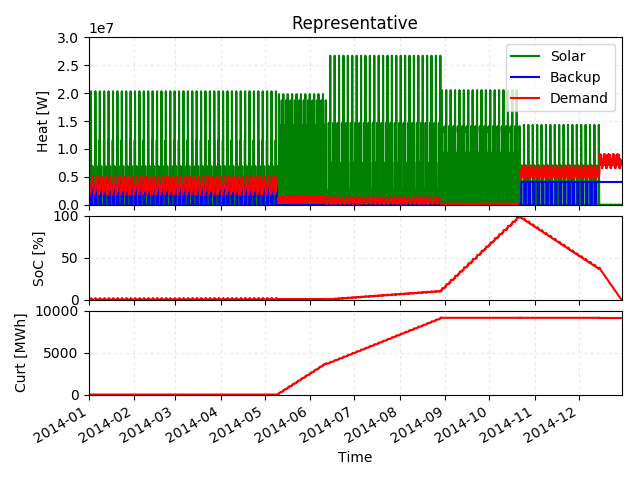 Representative
1e7
Heat [W]
3.0
2.5
2.0
1.5
1.0
0.5
0.0
Solar
Backup
Demand
SoC [%]
100
50
0
Curt [MWh]
10000
5000
0
2014-01
2014-02
2014-03
2014-04
2014-05
2014-06
2014-07
2014-08
2014-09
2014-10
2014-11
2014-12
Time